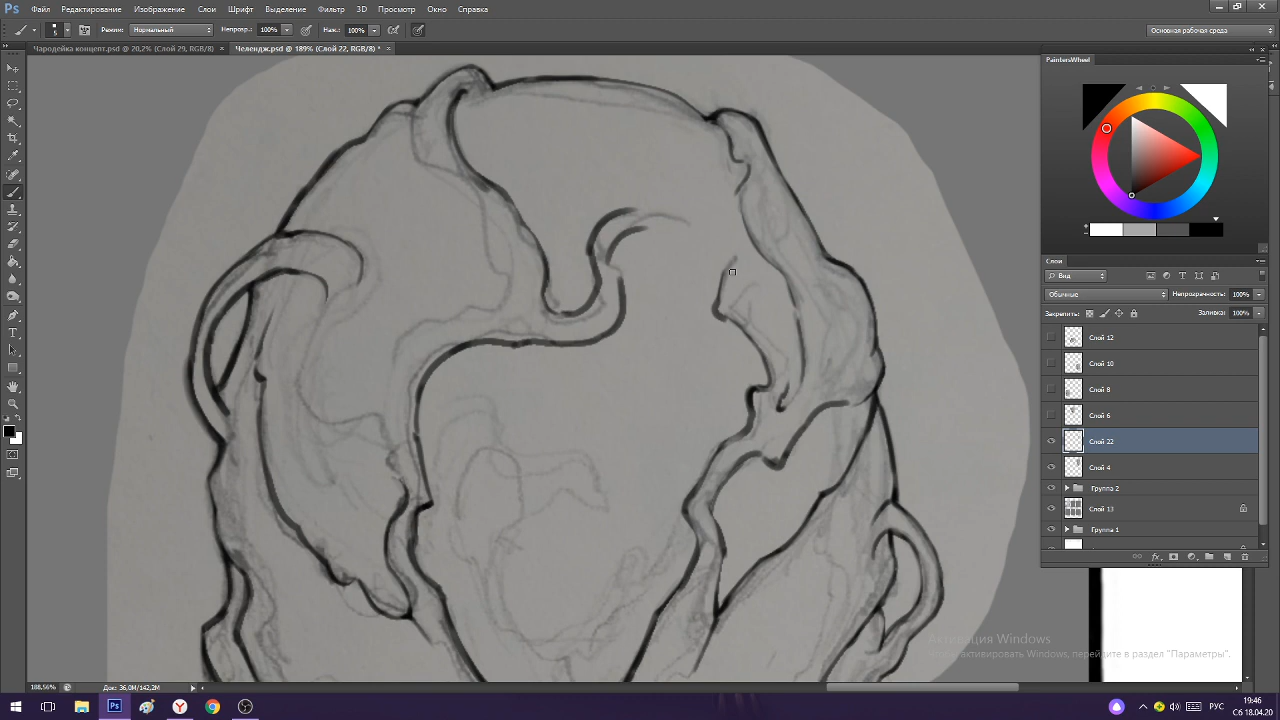 Ps Редактирование Изображение Слои Шрифт Выделение Фильтр 3D Просмотр Окно Справка
Режим: Нормальный Непрозр.: 100% Наж.: 100% Основная рабочая среда
Чародейка концепт.psd @ 20,2% (Слой 29, RGB/8) × Челендж.psd @ 189% (Слой 22, RGB/8) * ×
PaintersWheel
Слои
Вид
Обычные Непрозрачность: 100%
Закрепить: Заливка: 100%
Слой 12
Слой 10
Слой 8
Слой 6
Слой 22
Слой 4
Группа 2
Слой 13
Группа 1
Активация Windows
Чтобы активировать Windows, перейдите в раздел "Параметры".
188,56% Док: 36,0M/142,2M
Ps РУС 19:46
Сб 18.04.20